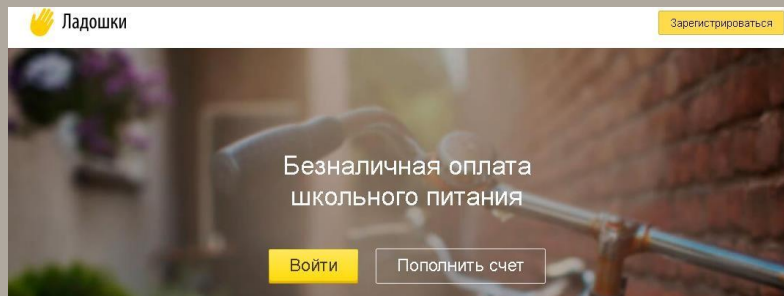 Ладошки
Зарегистрироваться
Безналичная оплата
школьного питания
Войти
Пополнить счет